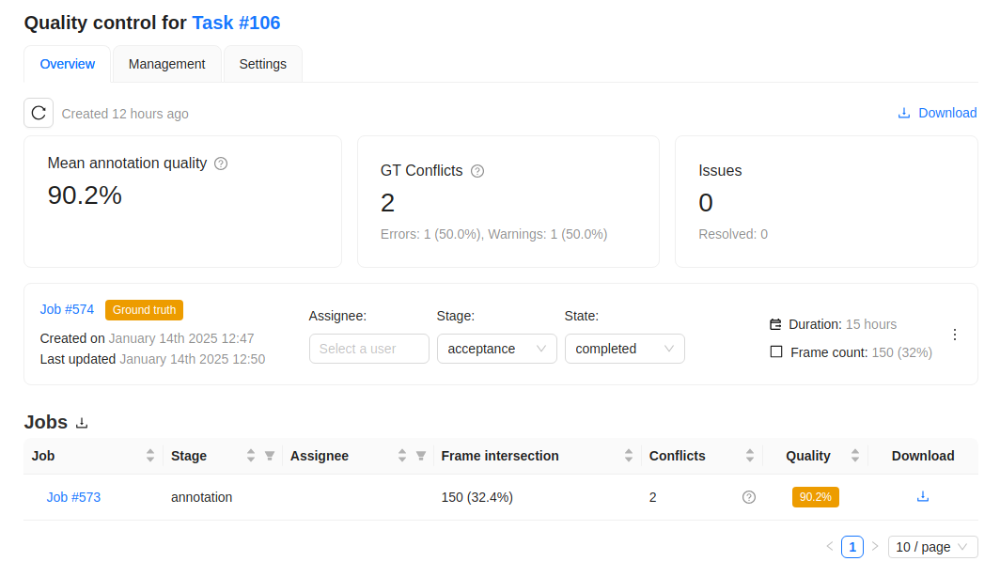 Quality control for Task #106
Overview Management Settings
Created 12 hours ago Download
Mean annotation quality
90.2%
GT Conflicts
2
Errors: 1 (50.0%), Warnings: 1 (50.0%)
Issues
0
Resolved: 0
Job #574 Ground truth
Created on January 14th 2025 12:47
Last updated January 14th 2025 12:50
Assignee: Stage: State:
Select a user acceptance completed
Duration: 15 hours
Frame count: 150 (32%)
Jobs
Job Stage Assignee Frame intersection Conflicts Quality Download
Job #573 annotation 150 (32.4%) 2 90.2%
1 10 / page